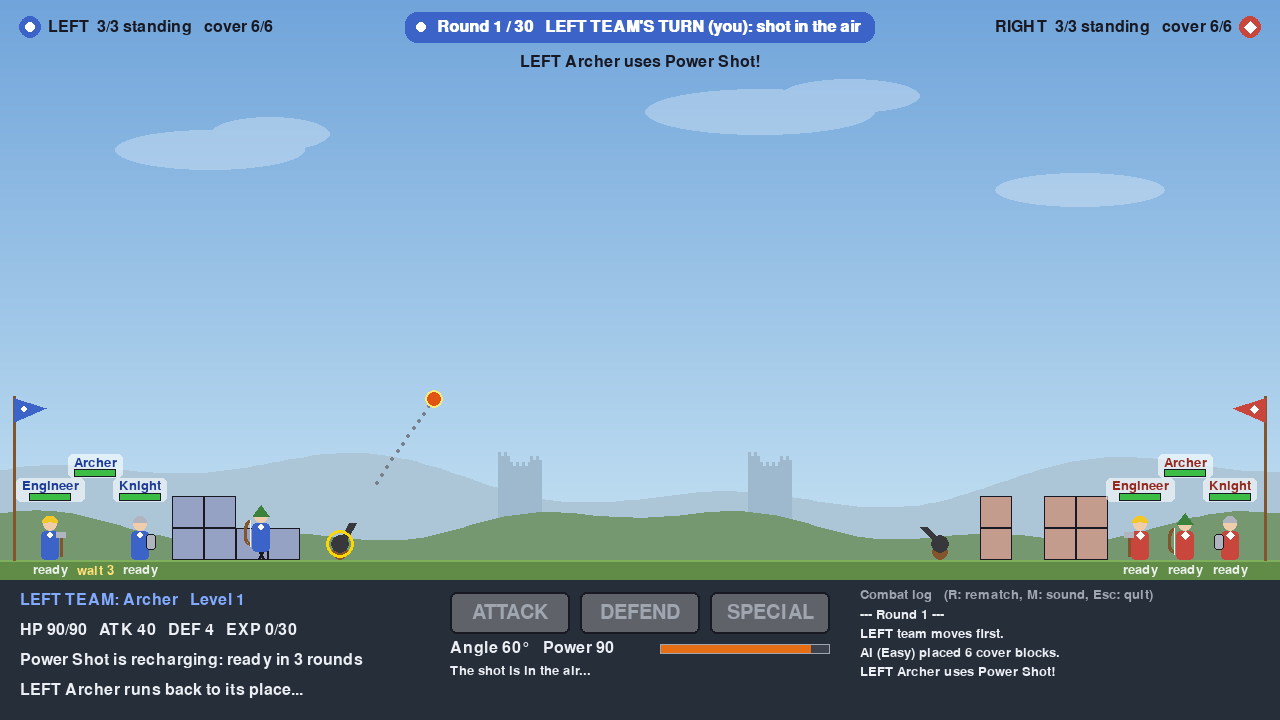 LEFT 3/3 standing cover 6/6
Round 1 / 30 LEFT TEAM'S TURN (you): shot in the air
RIGHT 3/3 standing cover 6/6
LEFT Archer uses Power Shot!
Archer
Engineer
Knight
Archer
Engineer
Knight
ready
wait 3
ready
ready
ready
ready
LEFT TEAM: Archer Level 1
HP 90/90 ATK 40 DEF 4 EXP 0/30
Power Shot is recharging: ready in 3 rounds
LEFT Archer runs back to its place...
ATTACK
DEFEND
SPECIAL
Angle 60° Power 90
The shot is in the air...
Combat log (R: rematch, M: sound, Esc: quit)
--- Round 1 ---
LEFT team moves first.
AI (Easy) placed 6 cover blocks.
LEFT Archer uses Power Shot!